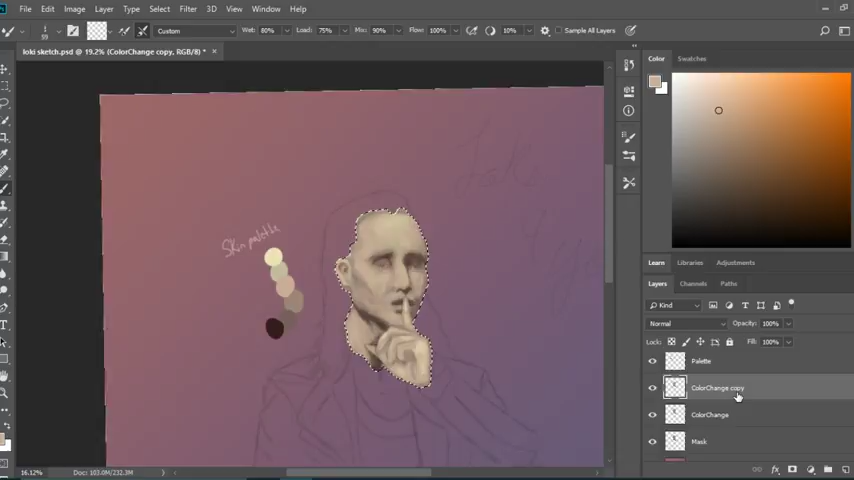 File Edit Image Layer Type Select Filter 3D View Window Help
59 Custom Wet: 80% Load: 75% Mix: 90% Flow: 100% 10% Sample All Layers
loki sketch.psd @ 19.2% (ColorChange copy, RGB/8) *
Color Swatches
Skin palette
Learn Libraries Adjustments
Layers Channels Paths
Kind
Normal Opacity: 100%
Lock: Fill: 100%
Palette
ColorChange copy
ColorChange
Mask
16.12% Doc: 103.0M/232.3M